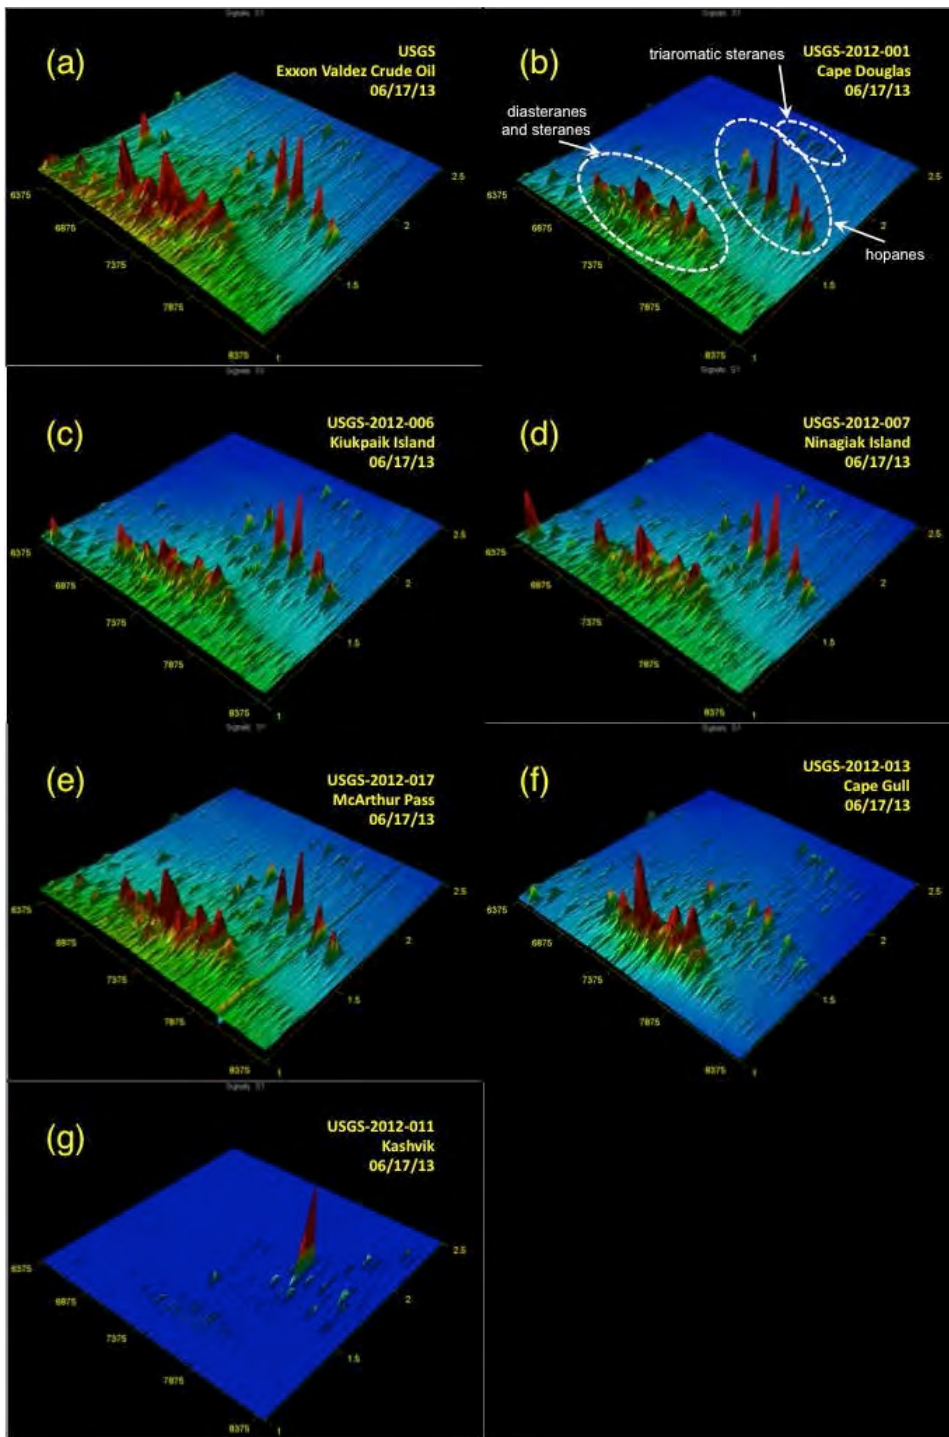 (a)
USGS
Exxon Valdez Crude Oil
06/17/13
6375
6875
7375
7875
8375
1
1.5
2
2.5
(b)
triaromatic steranes
USGS-2012-001
Cape Douglas
06/17/13
diasteranes
and steranes
hopanes
6375
6875
7375
7875
8375
1
1.5
2
2.5
(c)
USGS-2012-006
Kiukpaik Island
06/17/13
6375
6875
7375
7875
8375
1
1.5
2
2.5
(d)
USGS-2012-007
Ninagiak Island
06/17/13
6375
6875
7375
7875
8375
1
1.5
2
2.5
(e)
USGS-2012-017
McArthur Pass
06/17/13
6375
6875
7375
7875
8375
1
1.5
2
2.5
(f)
USGS-2012-013
Cape Gull
06/17/13
6375
6875
7375
7875
8375
1
1.5
2
2.5
(g)
USGS-2012-011
Kashvik
06/17/13
6375
6875
7375
7875
8375
1
1.5
2
2.5